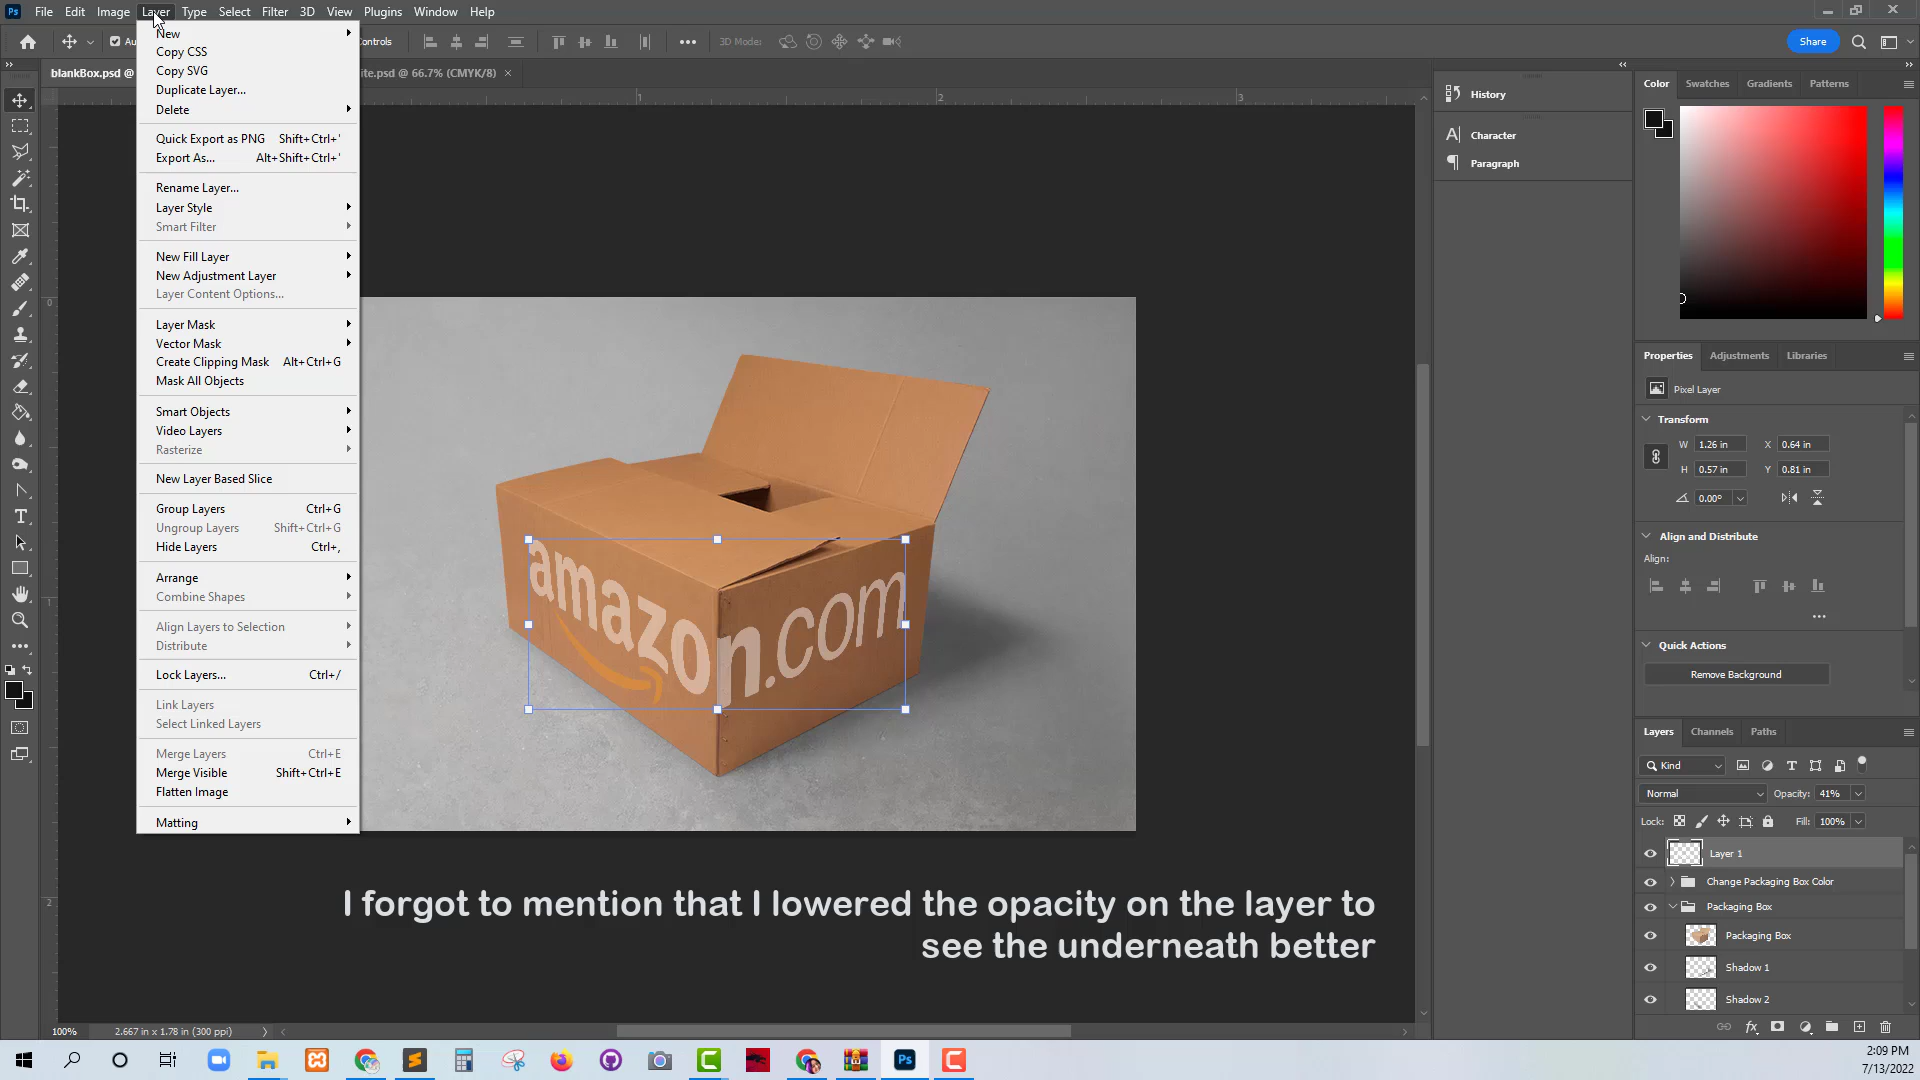 Ps File Edit Image Layer Type Select Filter 3D View Plugins Window Help
Controls 3D Mode: Share
blankBox.psd @ ite.psd @ 66.7% (CMYK/8)
1 2 3
New
Copy CSS
Copy SVG
Duplicate Layer...
Delete
Quick Export as PNG Shift+Ctrl+'
Export As... Alt+Shift+Ctrl+'
Rename Layer...
Layer Style
Smart Filter
New Fill Layer
New Adjustment Layer
Layer Content Options...
Layer Mask
Vector Mask
Create Clipping Mask Alt+Ctrl+G
Mask All Objects
Smart Objects
Video Layers
Rasterize
New Layer Based Slice
Group Layers Ctrl+G
Ungroup Layers Shift+Ctrl+G
Hide Layers Ctrl+,
Arrange
Combine Shapes
Align Layers to Selection
Distribute
Lock Layers... Ctrl+/
Link Layers
Select Linked Layers
Merge Layers Ctrl+E
Merge Visible Shift+Ctrl+E
Flatten Image
Matting
0
1
2
amazon.com
I forgot to mention that I lowered the opacity on the layer to
see the underneath better
100% 2.667 in x 1.78 in (300 ppi)
History
Character
Paragraph
Color Swatches Gradients Patterns
Properties Adjustments Libraries
Pixel Layer
Transform
W 1.26 in X 0.64 in
H 0.57 in Y 0.81 in
0.00°
Align and Distribute
Align:
Quick Actions
Remove Background
Layers Channels Paths
Kind
Normal Opacity: 41%
Lock: Fill: 100%
Layer 1
Change Packaging Box Color
Packaging Box
Packaging Box
Shadow 1
Shadow 2
2:09 PM
7/13/2022